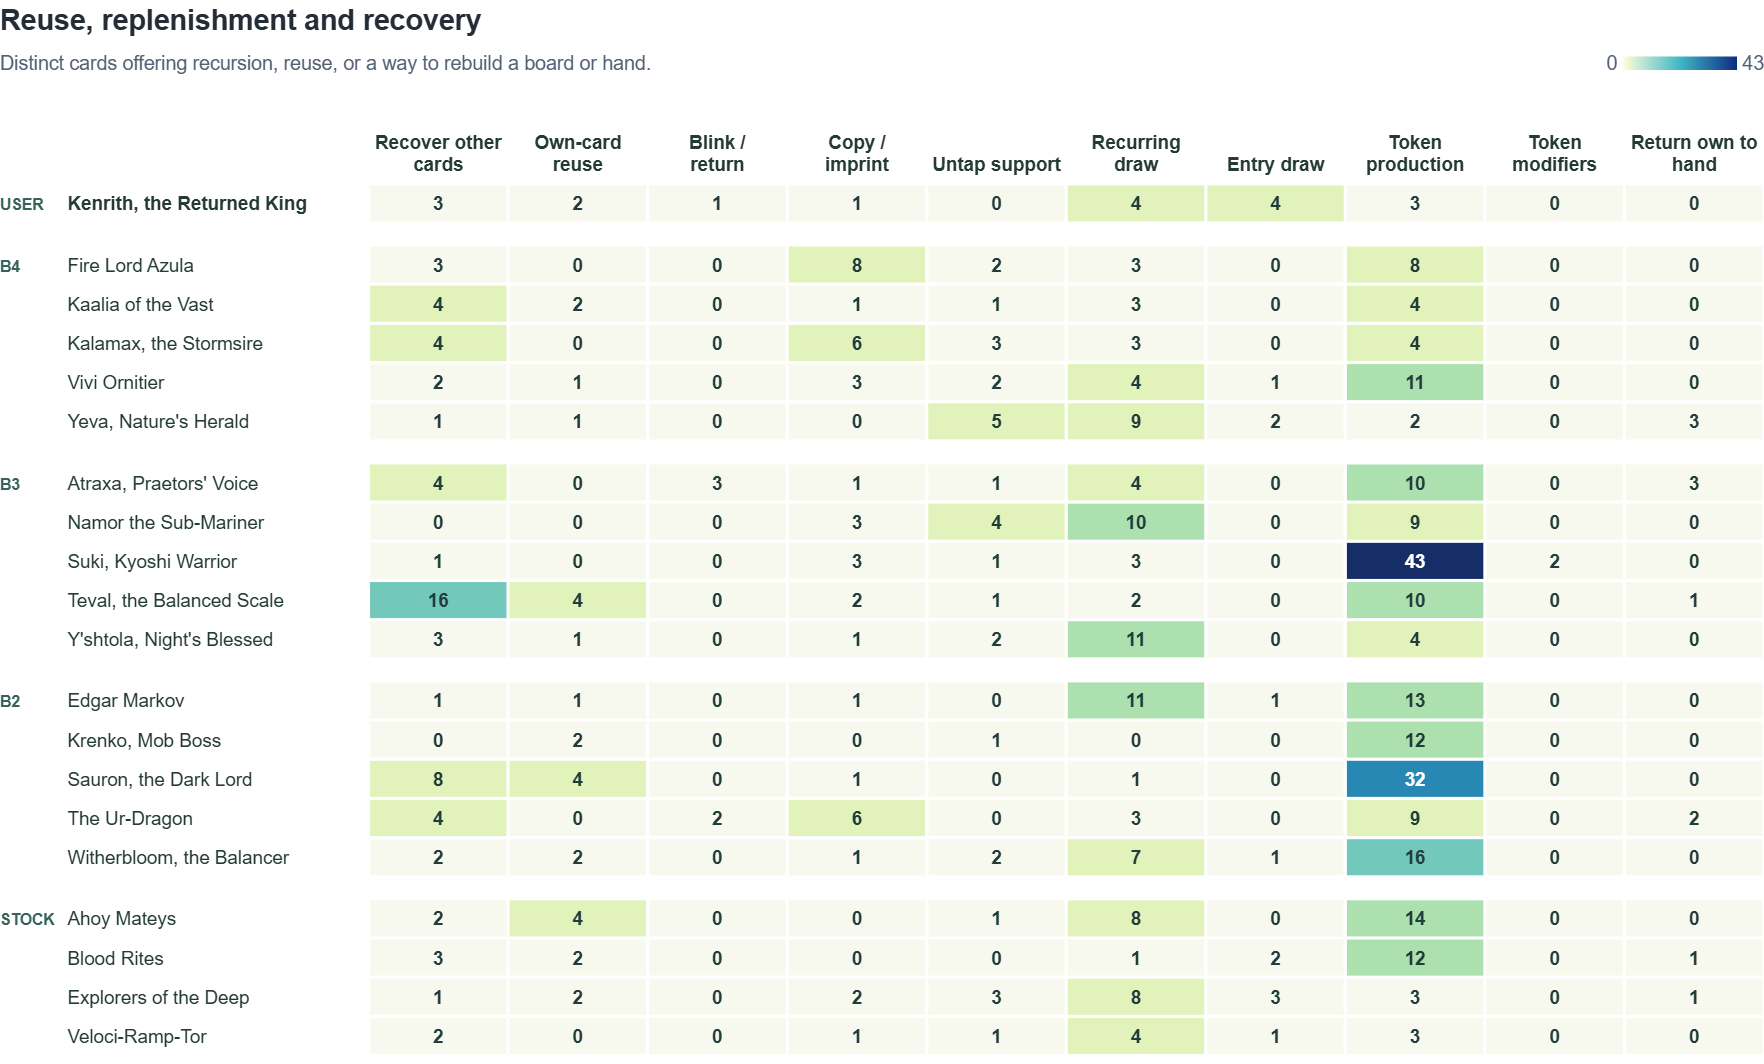 Reuse, replenishment and recovery
Distinct cards offering recursion, reuse, or a way to rebuild a board or hand.
0 43
Recover other cards Own-card reuse Blink / return Copy / imprint Untap support Recurring draw Entry draw Token production Token modifiers Return own to hand
USER Kenrith, the Returned King 3 2 1 1 0 4 4 3 0 0
B4 Fire Lord Azula 3 0 0 8 2 3 0 8 0 0
Kaalia of the Vast 4 2 0 1 1 3 0 4 0 0
Kalamax, the Stormsire 4 0 0 6 3 3 0 4 0 0
Vivi Ornitier 2 1 0 3 2 4 1 11 0 0
Yeva, Nature's Herald 1 1 0 0 5 9 2 2 0 3
B3 Atraxa, Praetors' Voice 4 0 3 1 1 4 0 10 0 3
Namor the Sub-Mariner 0 0 0 3 4 10 0 9 0 0
Suki, Kyoshi Warrior 1 0 0 3 1 3 0 43 2 0
Teval, the Balanced Scale 16 4 0 2 1 2 0 10 0 1
Y'shtola, Night's Blessed 3 1 0 1 2 11 0 4 0 0
B2 Edgar Markov 1 1 0 1 0 11 1 13 0 0
Krenko, Mob Boss 0 2 0 0 1 0 0 12 0 0
Sauron, the Dark Lord 8 4 0 1 0 1 0 32 0 0
The Ur-Dragon 4 0 2 6 0 3 0 9 0 2
Witherbloom, the Balancer 2 2 0 1 2 7 1 16 0 0
STOCK Ahoy Mateys 2 4 0 0 1 8 0 14 0 0
Blood Rites 3 2 0 0 0 1 2 12 0 1
Explorers of the Deep 1 2 0 2 3 8 3 3 0 1
Veloci-Ramp-Tor 2 0 0 1 1 4 1 3 0 0